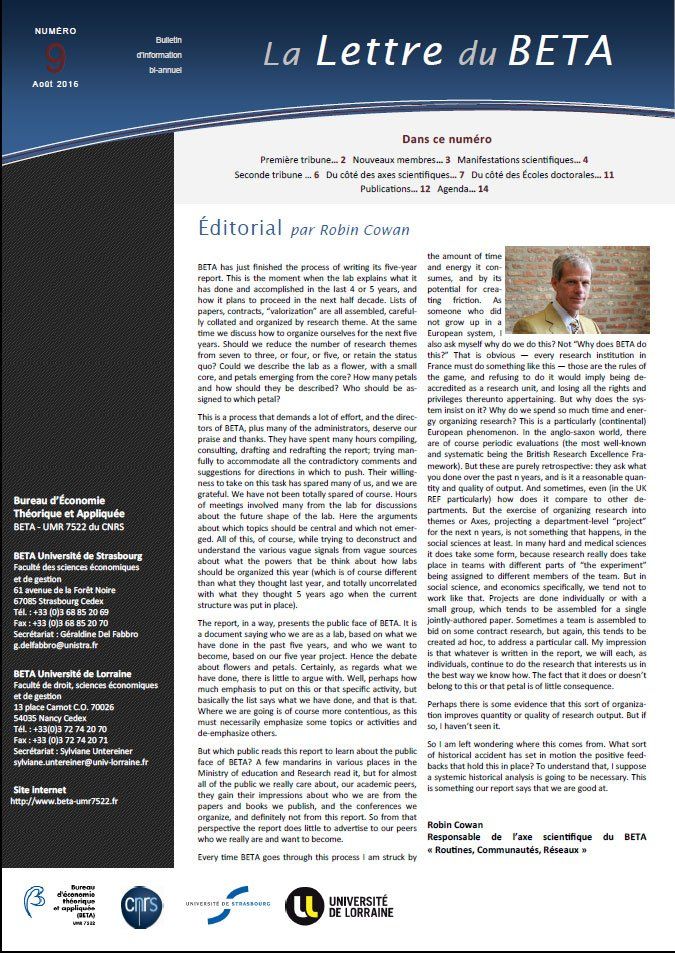 NUMÉRO
9
Août 2016
Bulletin
d'information
bi-annuel
La Lettre du BETA
Dans ce numéro
Première tribune... 2 Nouveaux membres... 3 Manifestations scientifiques... 4
Seconde tribune ... 6 Du côté des axes scientifiques... 7 Du côté des Écoles doctorales... 11
Publications... 12 Agenda... 14
Éditorial par Robin Cowan
BETA has just finished the process of writing its five-year
report. This is the moment when the lab explains what it
has done and accomplished in the last 4 or 5 years, and
how it plans to proceed in the next half decade. Lists of
papers, contracts, “valorization” are all assembled, careful-
ly collated and organized by research theme. At the same
time we discuss how to organize ourselves for the next five
years. Should we reduce the number of research themes
from seven to three, or four, or five, or retain the status
quo? Could we describe the lab as a flower, with a small
core, and petals emerging from the core? How many petals
and how should they be described? Who should be as-
signed to which petal?
This is a process that demands a lot of effort, and the direc-
tors of BETA, plus many of the administrators, deserve our
praise and thanks. They have spent many hours compiling,
consulting, drafting and redrafting the report; trying man-
fully to accommodate all the contradictory comments and
suggestions for directions in which to push. Their willing-
ness to take on this task has spared many of us, and we are
grateful. We have not been totally spared of course. Hours
of meetings involved many from the lab for discussions
about the future shape of the lab. Here the arguments
about which topics should be central and which not emer-
ged. All of this, of course, while trying to deconstruct and
understand the various vague signals from vague sources
about what the powers that be think about how labs
should be organized this year (which is of course different
than what they thought last year, and totally uncorrelated
with what they thought 5 years ago when the current
structure was put in place).
The report, in a way, presents the public face of BETA. It is a
document saying who we are as a lab, based on what we
have done in the past five years, and who we want to
become, based on our five year project. Hence the debate
about flowers and petals. Certainly, as regards what we
have done, there is little to argue with. Well, perhaps how
much emphasis to put on this or that specific activity, but
basically the list says what we have done, and that is that.
Where we are going is of course more contentious, as this
must necessarily emphasize some topics or activities and
de-emphasize others.
But which public reads this report to learn about the public
face of BETA? A few mandarins in various places in the
Ministry of education and Research read it, but for almost
all of the public we really care about, our academic peers,
they gain their impressions about who we are from the
papers and books we publish, and the conferences we
organize, and definitely not from this report. So from that
perspective the report does little to advertise to our peers
who we really are and want to become.
Every time BETA goes through this process I am struck by
the amount of time
and energy it con-
sumes, and by its
potential for crea-
ting friction. As
someone who did
not grow up in a
European system, I
also ask myself why do we do this? Not “Why does BETA do
this?” That is obvious — every research institution in
France must do something like this — those are the rules of
the game, and refusing to do it would imply being de-
accredited as a research unit, and losing all the rights and
privileges thereunto appertaining. But why does the sys-
tem insist on it? Why do we spend so much time and ener-
gy organizing research? This is a particularly (continental)
European phenomenon. In the anglo-saxon world, there
are of course periodic evaluations (the most well-known
and systematic being the British Research Excellence Fra-
mework). But these are purely retrospective: they ask what
you done over the past n years, and is it a reasonable quan-
tity and quality of output. And sometimes, even (in the UK
REF particularly) how does it compare to other de-
partments. But the exercise of organizing research into
themes or Axes, projecting a department-level “project”
for the next n years, is not something that happens, in the
social sciences at least. In many hard and medical sciences
it does take some form, because research really does take
place in teams with different parts of “the experiment”
being assigned to different members of the team. But in
social science, and economics specifically, we tend not to
work like that. Projects are done individually or with a
small group, which tends to be assembled for a single
jointly-authored paper. Sometimes a team is assembled to
bid on some contract research, but again, this tends to be
created ad hoc, to address a particular call. My impression
is that whatever is written in the report, we will each, as
individuals, continue to do the research that interests us in
the best way we know how. The fact that it does or doesn’t
belong to this or that petal is of little consequence.
Perhaps there is some evidence that this sort of organiza-
tion improves quantity or quality of research output. But if
so, I haven’t seen it.
So I am left wondering where this comes from. What sort
of historical accident has set in motion the positive feed-
backs that hold this in place? To understand that, I suppose
a systemic historical analysis is going to be necessary. This
is something our report says that we are good at.
Robin Cowan
Responsable de l’axe scientifique du BETA
« Routines, Communautés, Réseaux »
Bureau d’Économie
Théorique et Appliquée
BETA - UMR 7522 du CNRS
BETA Université de Strasbourg
Faculté des sciences économiques
et de gestion
61 avenue de la Forêt Noire
67085 Strasbourg Cedex
Tél. : +33 (0)3 68 85 20 69
Fax : +33 (0)3 68 85 20 70
Secrétariat : Géraldine Del Fabbro
g.delfabbro@unistra.fr
BETA Université de Lorraine
Faculté de droit, sciences économiques
et de gestion
13 place Carnot C.O. 70026
54035 Nancy Cedex
Tél. : +33(0)3 72 74 20 70
Fax : +33 (0)3 72 74 20 71
Secrétariat : Sylviane Untereiner
sylviane.untereiner@univ-lorraine.fr
Site Internet
http://www.beta-umr7522.fr
Bureau
d'économie
théorique
et appliquée
(BETA)
UMR 7522
cnrs
UNIVERSITÉ DE STRASBOURG
UNIVERSITÉ
DE LORRAINE